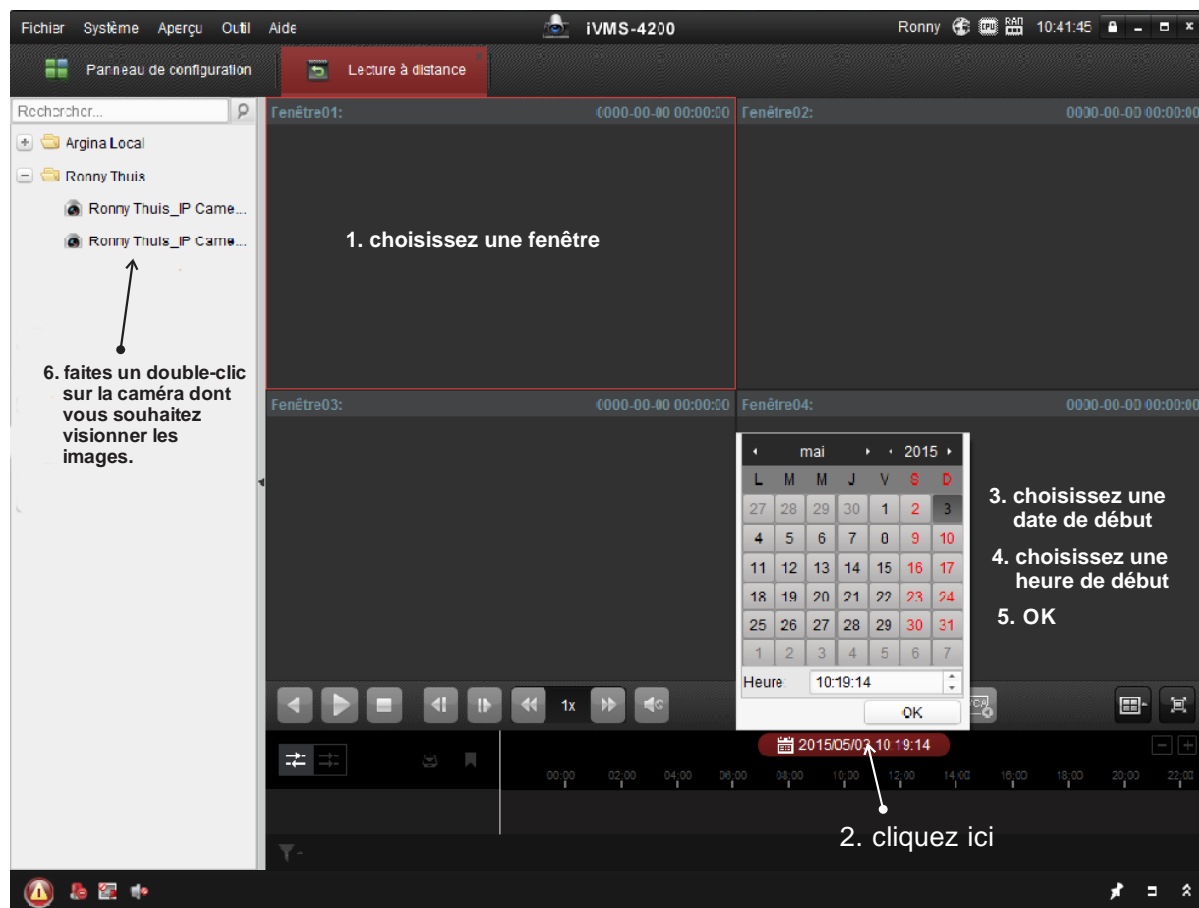 Fichier Système Aperçu Outil Aide iVMS-4200 Ronny 10:41:45
Panneau de configuration Lecture à distance
Rechercher...
Argina Local
Ronny Thuis
Ronny Thuis_IP Came...
Ronny Thuis_IP Came...
6. faites un double-clic
sur la caméra dont
vous souhaitez
visionner les
images.
Fenêtre01: 0000-00-00 00:00:00
Fenêtre02: 0000-00-00 00:00:00
1. choisissez une fenêtre
Fenêtre03: 0000-00-00 00:00:00
Fenêtre04: 0000-00-00 00:00:00
mai 2015
L M M J V S D
27 28 29 30 1 2 3
4 5 6 7 8 9 10
11 12 13 14 15 16 17
18 19 20 21 22 23 24
25 26 27 28 29 30 31
1 2 3 4 5 6 7
Heure: 10:19:14
OK
3. choisissez une
date de début
4. choisissez une
heure de début
5. OK
1x
2015/05/03 10:19:14
00:00 02:00 04:00 06:00 08:00 10:00 12:00 14:00 16:00 18:00 20:00 22:00
2. cliquez ici